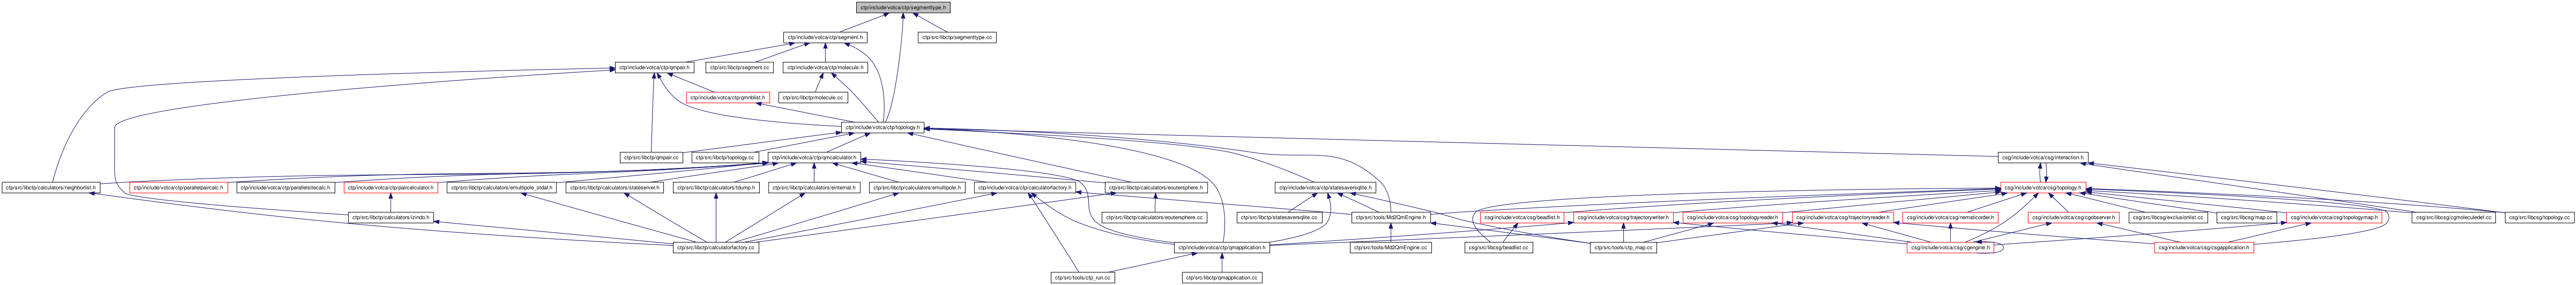 ctp/include/votca/ctp/segmenttype.h
ctp/include/votca/ctp/segment.h
ctp/src/libctp/segmenttype.cc
ctp/include/votca/ctp/qmpair.h
ctp/src/libctp/segment.cc
ctp/include/votca/ctp/molecule.h
ctp/include/votca/ctp/qmnblist.h
ctp/src/libctp/molecule.cc
ctp/include/votca/ctp/topology.h
ctp/src/libctp/qmpair.cc
ctp/src/libctp/topology.cc
ctp/include/votca/ctp/qmcalculator.h
csg/include/votca/csg/interaction.h
ctp/src/libctp/calculators/neighborlist.h
ctp/include/votca/ctp/parallelpaircalc.h
ctp/include/votca/ctp/parallelsitecalc.h
ctp/include/votca/ctp/paircalculator.h
ctp/src/libctp/calculators/emultipole_stdal.h
ctp/src/libctp/calculators/stateserver.h
ctp/src/libctp/calculators/tdump.h
ctp/src/libctp/calculators/einternal.h
ctp/src/libctp/calculators/emultipole.h
ctp/include/votca/ctp/calculatorfactory.h
ctp/src/libctp/calculators/eoutersphere.h
ctp/include/votca/ctp/statesaversqlite.h
csg/include/votca/csg/topology.h
ctp/src/libctp/calculators/izindo.h
ctp/src/libctp/calculators/eoutersphere.cc
ctp/src/libctp/statesaversqlite.cc
ctp/src/tools/Md2QmEngine.h
csg/include/votca/csg/beadlist.h
csg/include/votca/csg/trajectorywriter.h
csg/include/votca/csg/topologyreader.h
csg/include/votca/csg/trajectoryreader.h
csg/include/votca/csg/nematicorder.h
csg/include/votca/csg/cgobserver.h
csg/src/libcsg/exclusionlist.cc
csg/src/libcsg/map.cc
csg/include/votca/csg/topologymap.h
csg/src/libcsg/cgmoleculedef.cc
csg/src/libcsg/topology.cc
ctp/src/libctp/calculatorfactory.cc
ctp/include/votca/ctp/qmapplication.h
ctp/src/tools/Md2QmEngine.cc
csg/src/libcsg/beadlist.cc
ctp/src/tools/ctp_map.cc
csg/include/votca/csg/cgengine.h
csg/include/votca/csg/csgapplication.h
ctp/src/tools/ctp_run.cc
ctp/src/libctp/qmapplication.cc